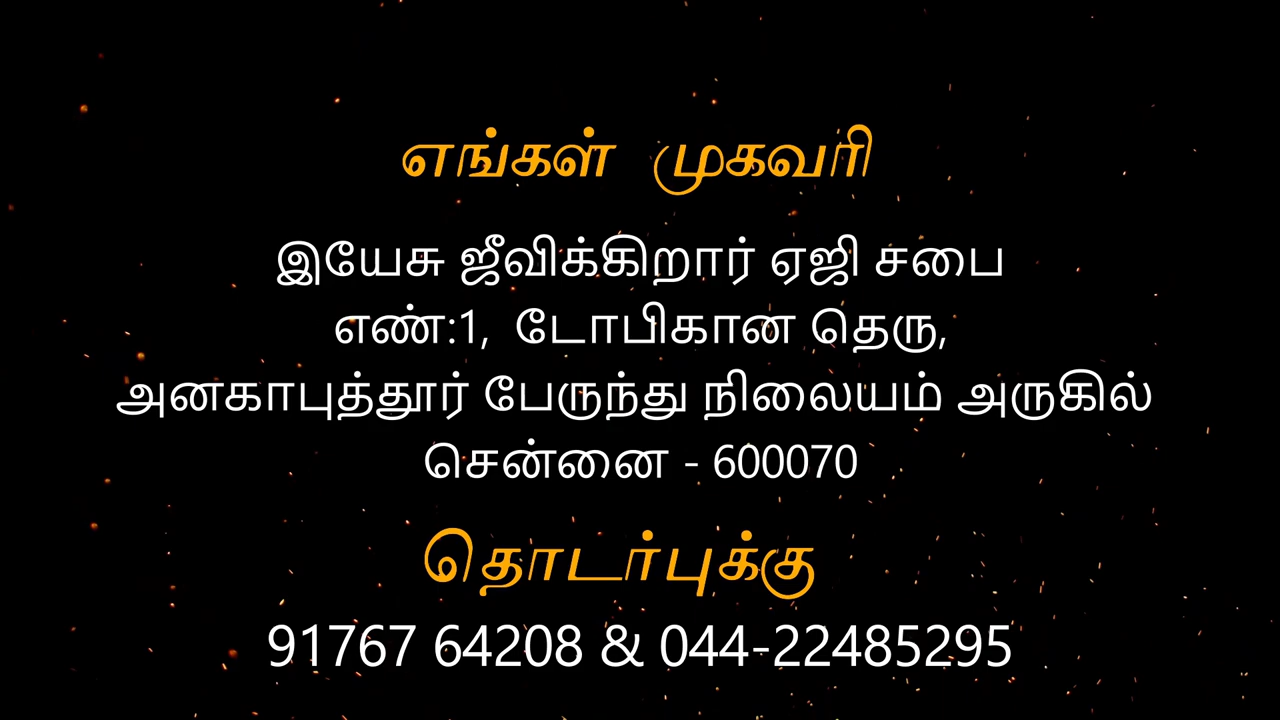 எங்கள் முகவரி
இயேசு ஜீவிக்கிறார் ஏஜி சபை
எண்:1, டோபிகான தெரு,
அனகாபுத்தூர் பேருந்து நிலையம் அருகில்
சென்னை - 600070
தொடர்புக்கு
91767 64208 & 044-22485295